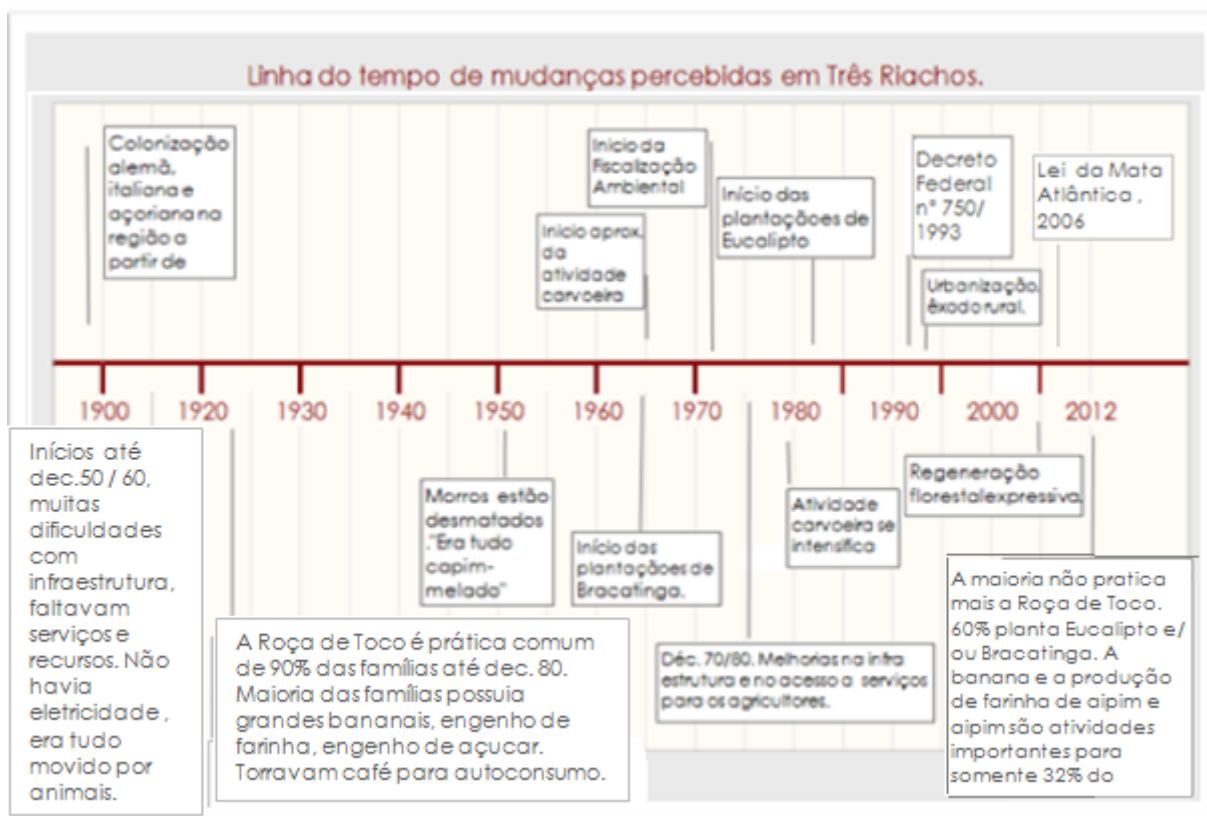 Linha do tempo de mudanças percebidas em Três Riachos.
Colonização
alemã,
italiana e
açoriana na
região a
partir de
Inicio aprox.
da
atividade
carvoeira
Inicio da
Fiscalização
Ambiental
Início das
plantaçãoes de
Eucalipto
Decreto
Federal
nº 750/
1993
Urbanização,
êxodo rural.
Lei da Mata
Atlântica ,
2006
1900 1920 1930 1940 1950 1960 1970 1980 1990 2000 2012
Inícios até
dec.50 / 60,
muitas
dificuldades
com
infraestrutura,
faltavam
serviços e
recursos. Não
havia
eletricidade ,
era tudo
movido por
animais.
A Roça de Toco é prática comum
de 90% das famílias até dec. 80.
Maioria das famílias possuia
grandes bananais, engenho de
farinha, engenho de açucar.
Torravam café para autoconsumo.
Morros estão
desmatados
."Era tudo
capim-
melado"
Início das
plantaçãoes de
Bracatinga.
Déc. 70/80. Melhorias na infra
estrutura e no acesso a serviços
para os agricultores.
Atividade
carvoeira se
intensifica
Regeneração
florestal expressiva.
A maioria não pratica
mais a Roça de Toco.
60% planta Eucalipto e/
ou Bracatinga. A
banana e a produção
de farinha de aipim e
aipim são atividades
importantes para
somente 32% do